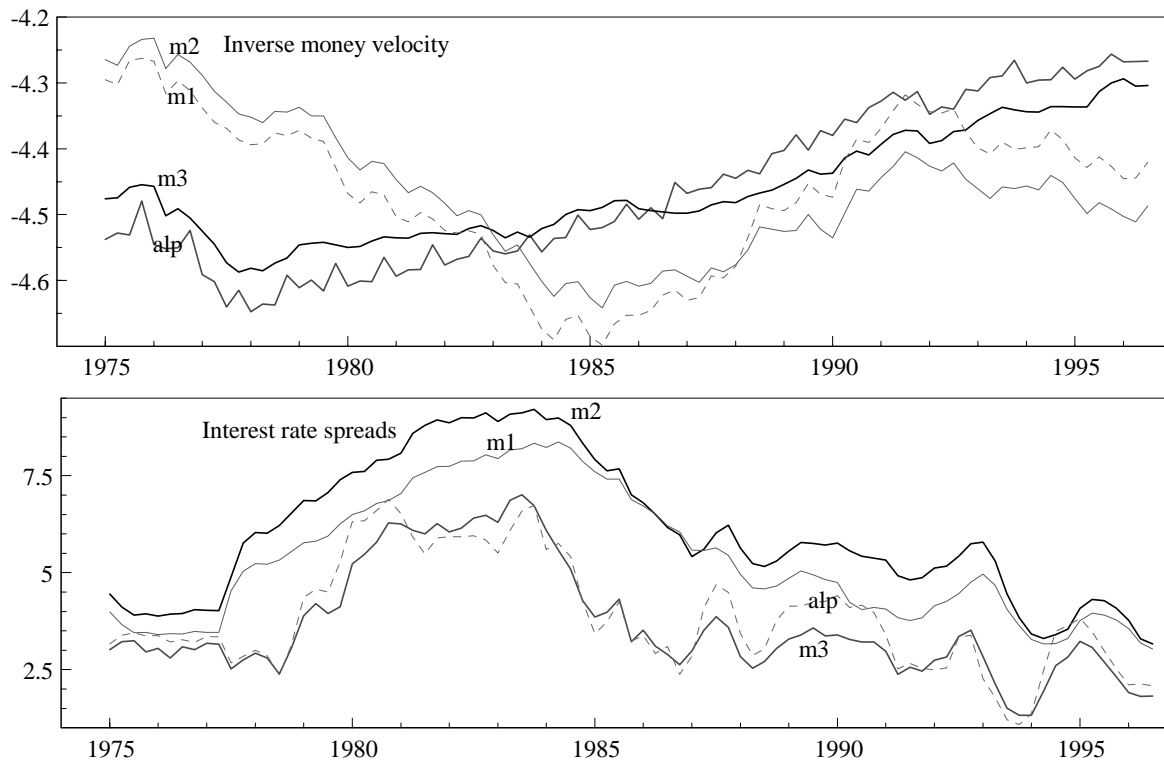 -4.2
m2 Inverse money velocity
-4.3
m1
-4.4
m3
-4.5
alp
-4.6
1975 1980 1985 1990 1995
m2
Interest rate spreads
m1
7.5
5
alp
m3
2.5
1975 1980 1985 1990 1995